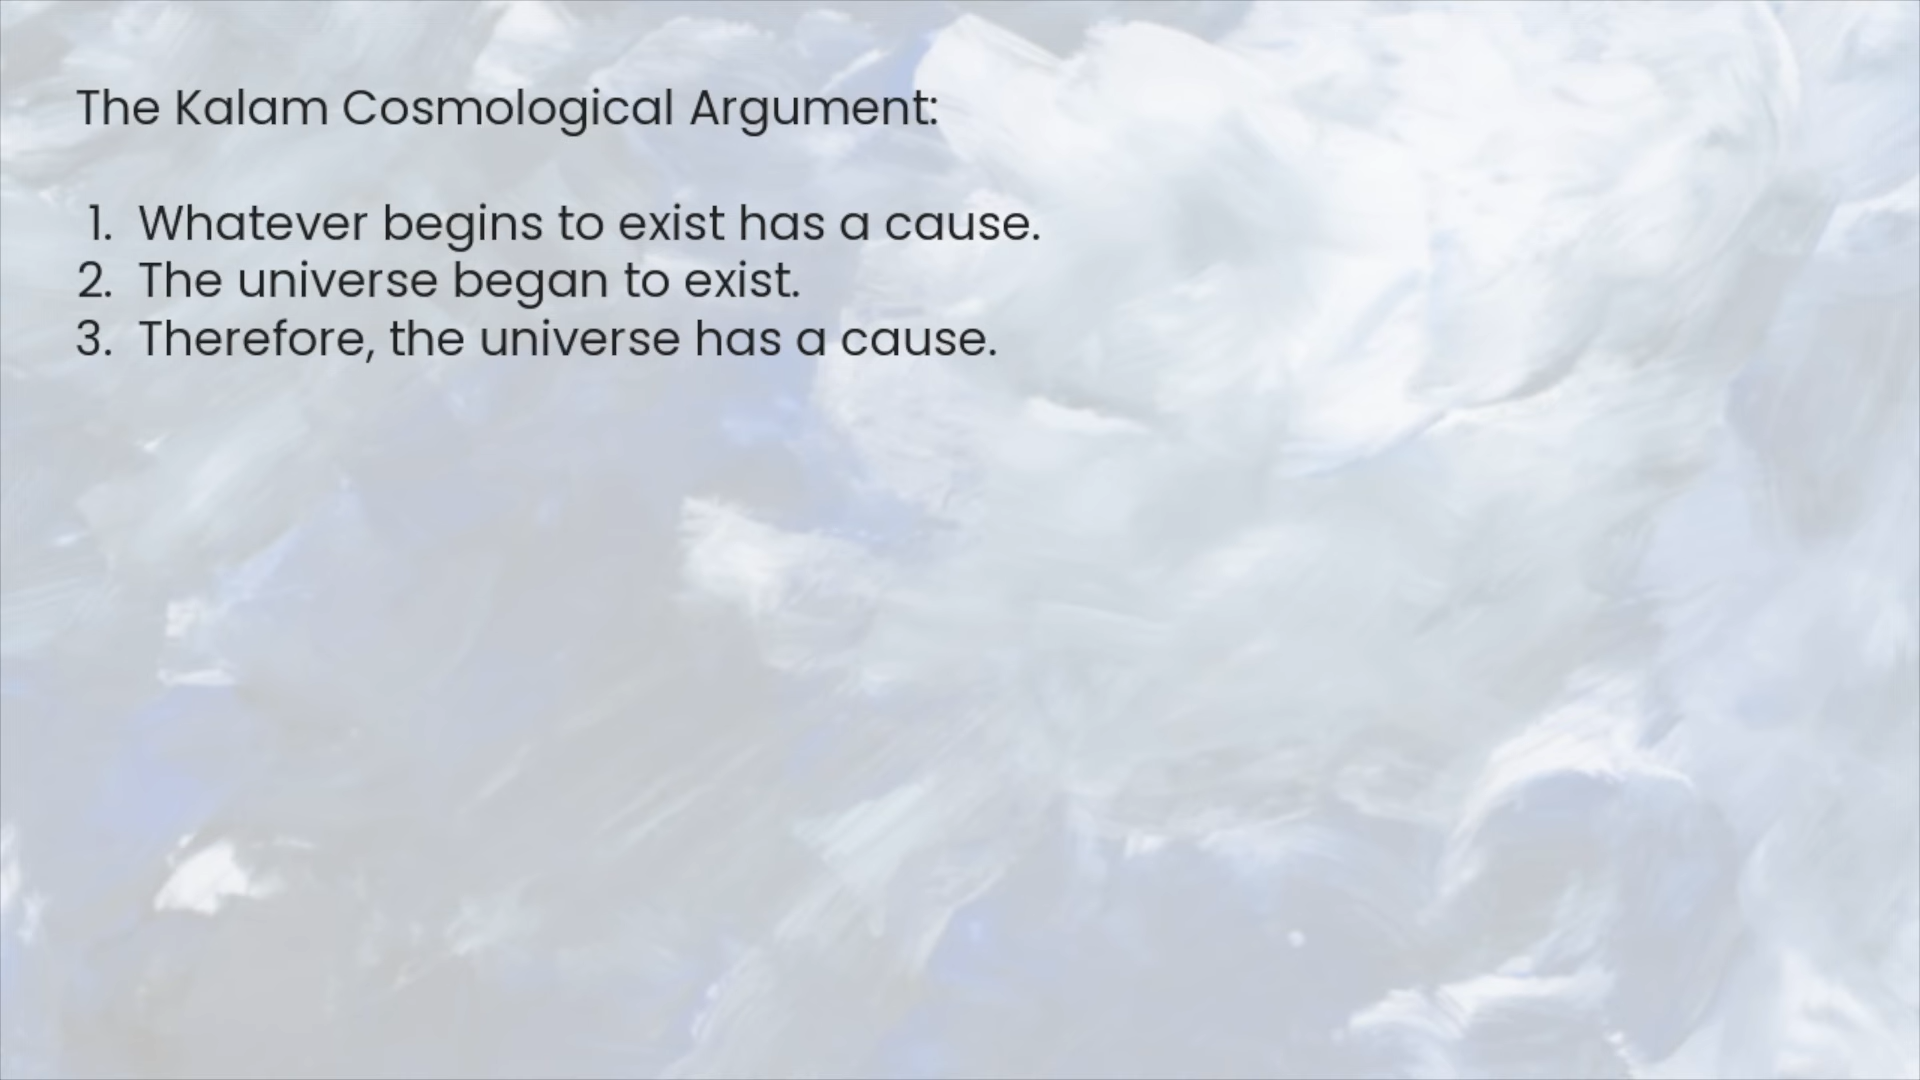 The Kalam Cosmological Argument:
1. Whatever begins to exist has a cause.
2. The universe began to exist.
3. Therefore, the universe has a cause.